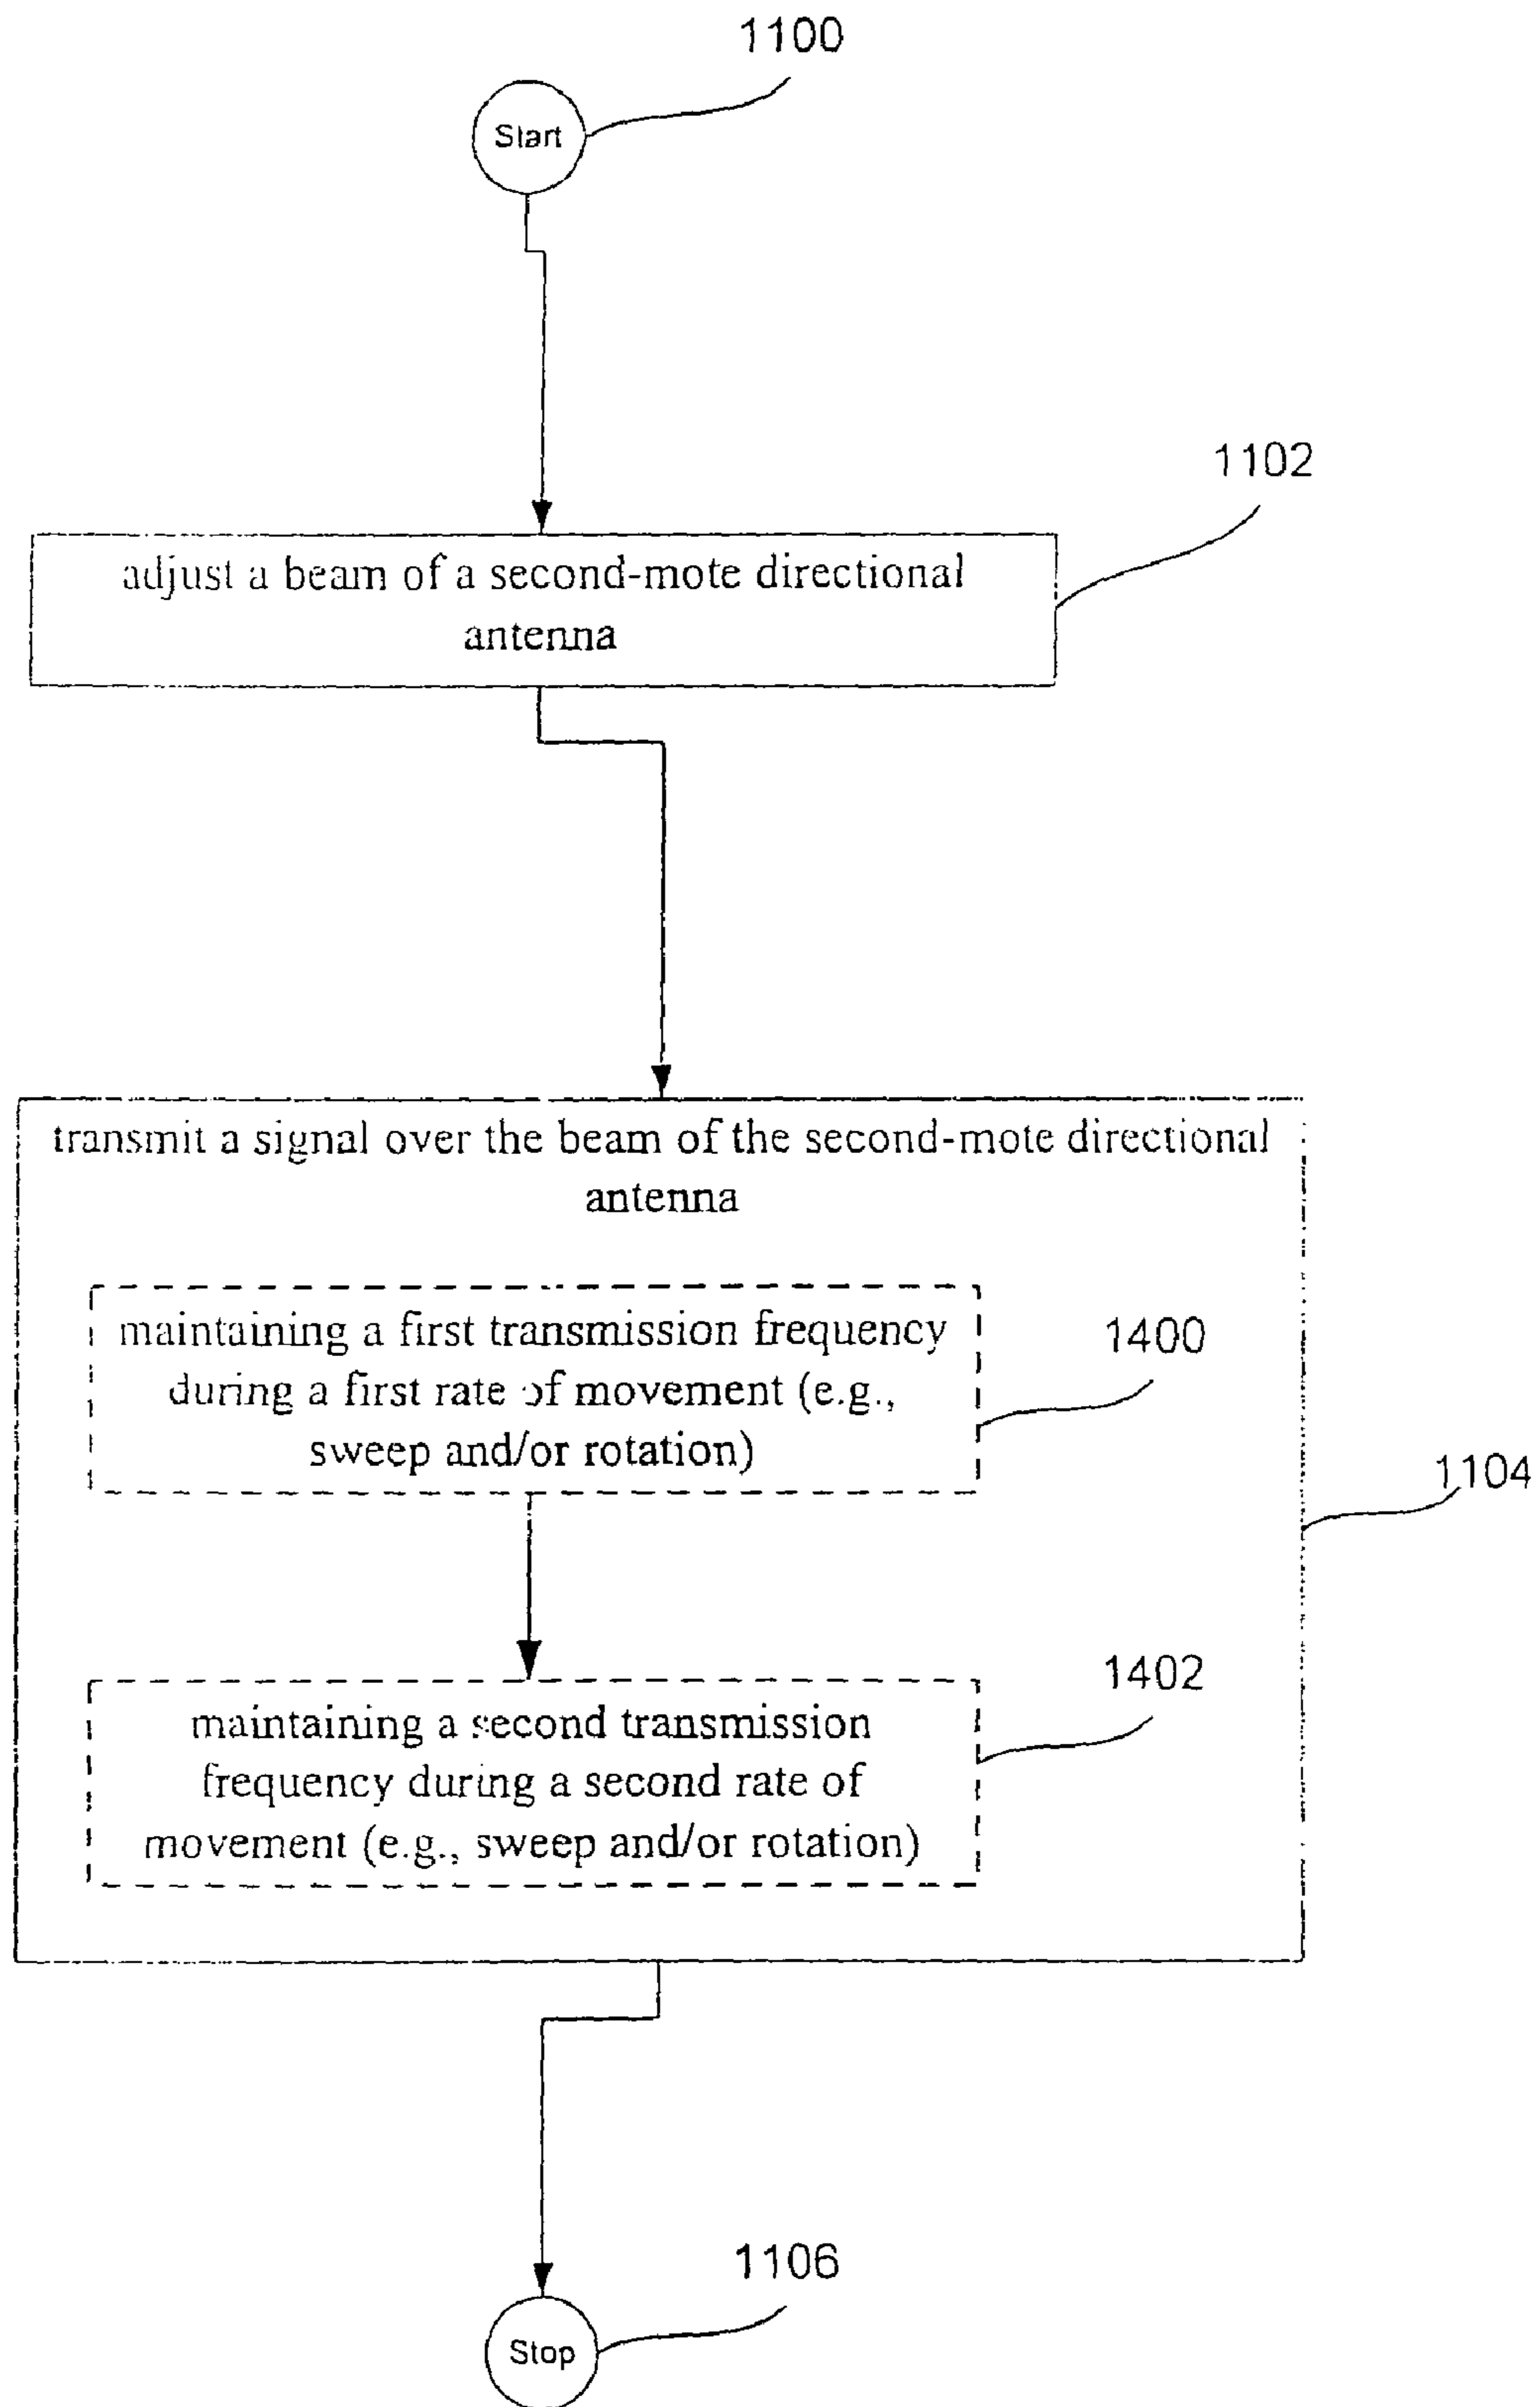 1100
Start
1102
adjust a beam of a second-mote directional
antenna
transmit a signal over the beam of the second-mote directional
antenna
maintaining a first transmission frequency
during a first rate of movement (e.g.,
sweep and/or rotation)
1400
1104
maintaining a second transmission
frequency during a second rate of
movement (e.g., sweep and/or rotation)
1402
1106
Stop